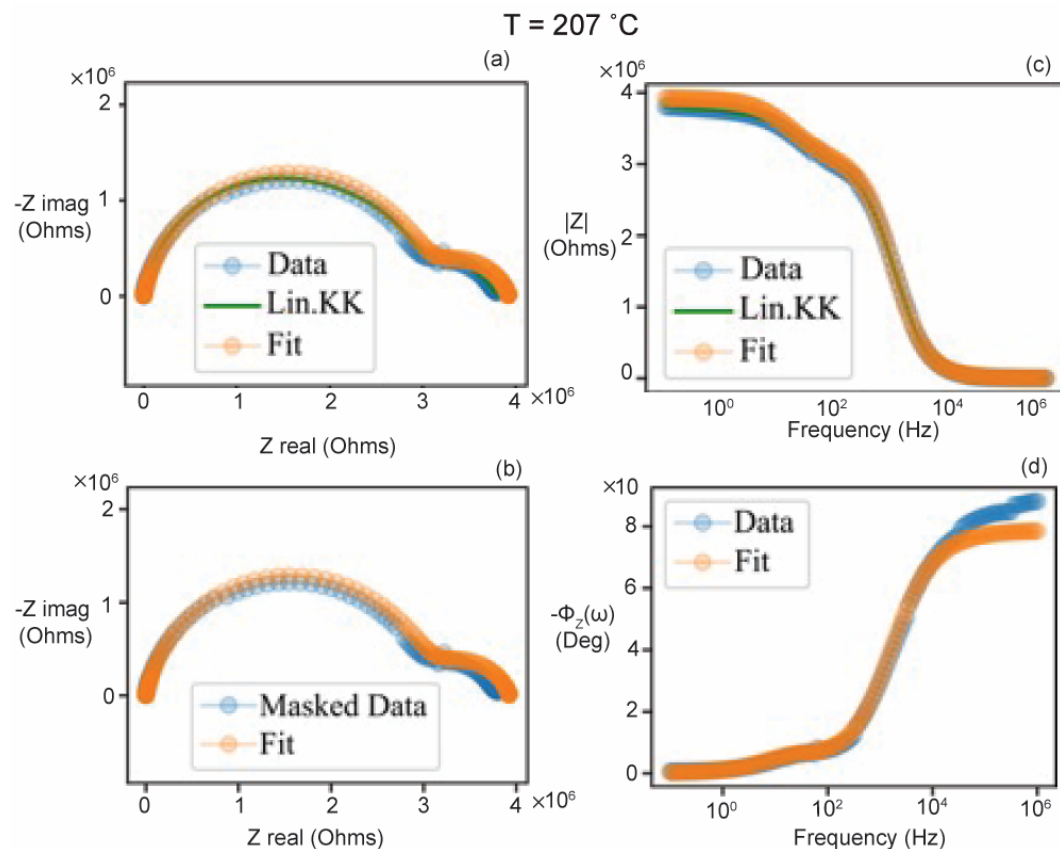 T = 207 ˚C
(a)
×10⁶
2
1
0
-Z imag
(Ohms)
Data
Lin.KK
Fit
0 1 2 3 4 ×10⁶
Z real (Ohms)
(c)
×10⁶
4
3
2
1
0
|Z|
(Ohms)
Data
Lin.KK
Fit
10⁰ 10² 10⁴ 10⁶
Frequency (Hz)
(b)
×10⁶
2
1
0
-Z imag
(Ohms)
Masked Data
Fit
0 1 2 3 4 ×10⁶
Z real (Ohms)
(d)
×10
8
6
4
2
0
-Φ_Z(ω)
(Deg)
Data
Fit
10⁰ 10² 10⁴ 10⁶
Frequency (Hz)